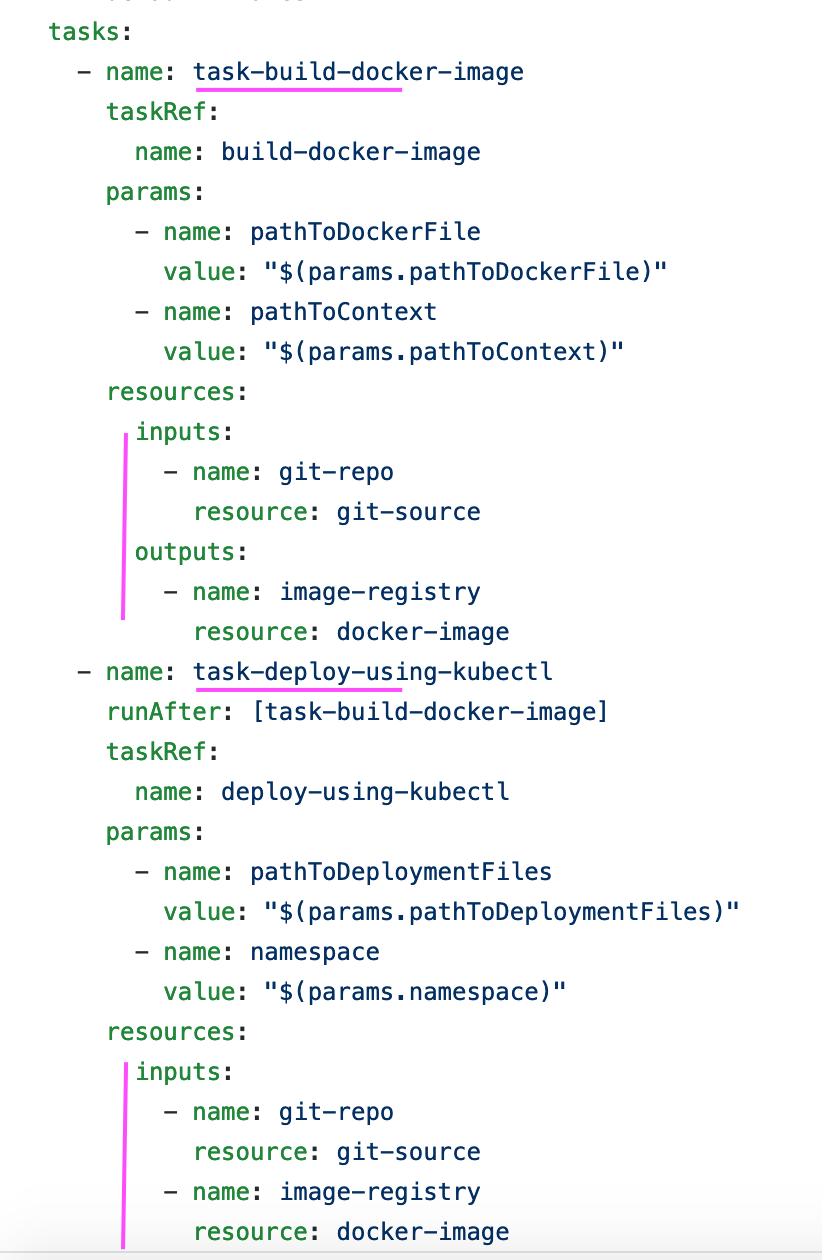 tasks:
- name: task-build-docker-image
taskRef:
name: build-docker-image
params:
- name: pathToDockerFile
value: "$(params.pathToDockerFile)"
- name: pathToContext
value: "$(params.pathToContext)"
resources:
inputs:
- name: git-repo
resource: git-source
outputs:
- name: image-registry
resource: docker-image
- name: task-deploy-using-kubectl
runAfter: [task-build-docker-image]
taskRef:
name: deploy-using-kubectl
params:
- name: pathToDeploymentFiles
value: "$(params.pathToDeploymentFiles)"
- name: namespace
value: "$(params.namespace)"
resources:
inputs:
- name: git-repo
resource: git-source
- name: image-registry
resource: docker-image